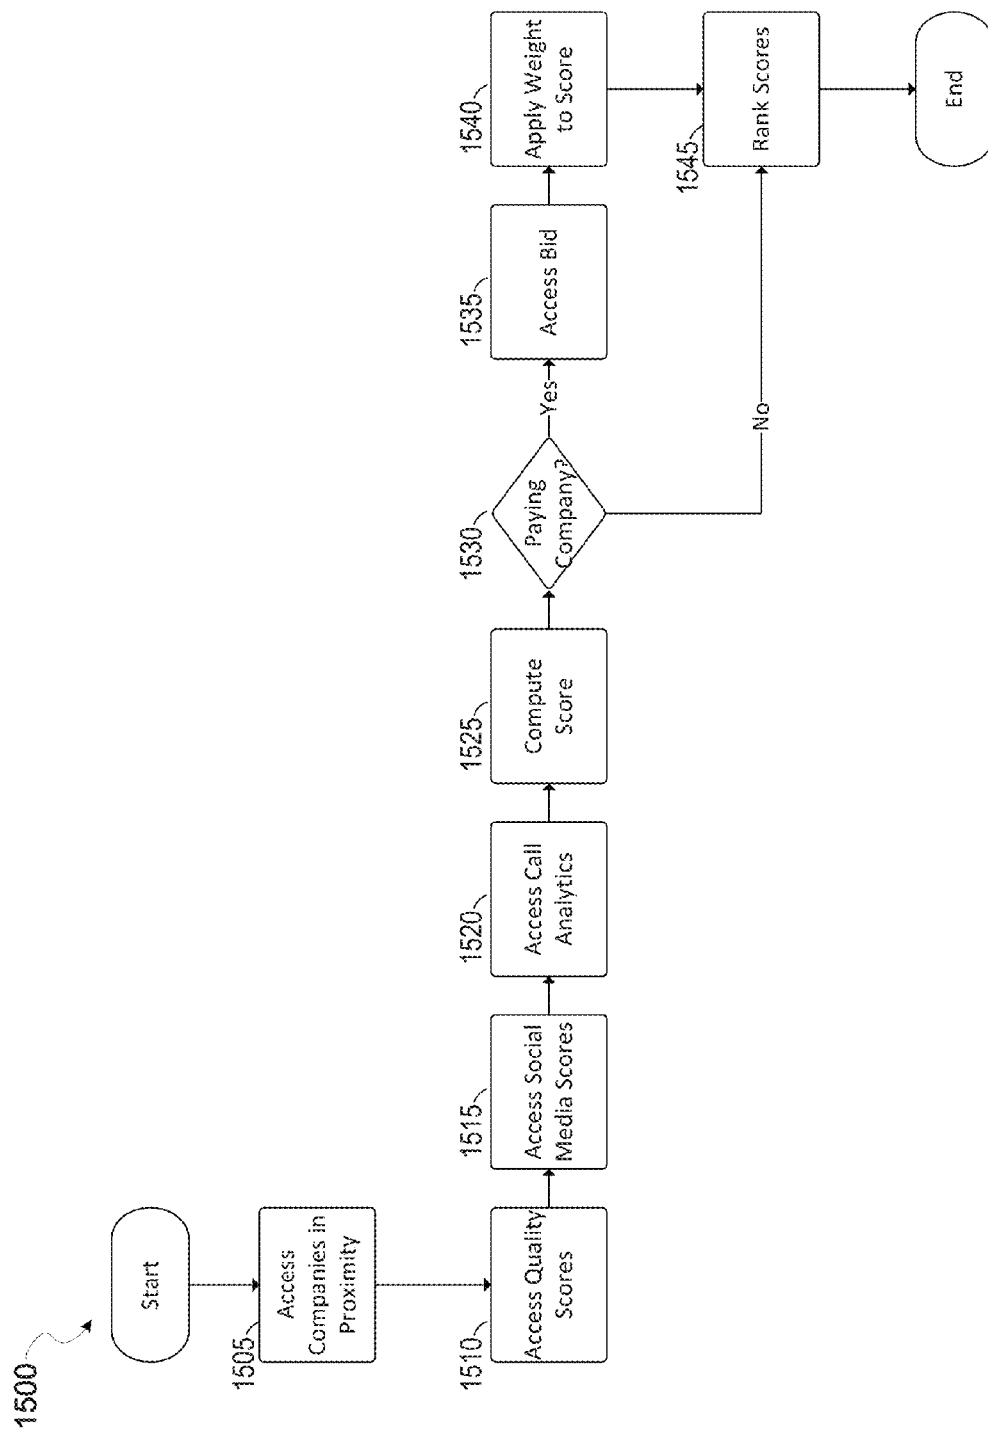 1500
Start
1505
Access
Companies in
Proximity
1510
Access Quality
Scores
1515
Access Social
Media Scores
1520
Access Call
Analytics
1525
Compute
Score
1530
Paying
Company?
Yes
No
1535
Access Bid
1540
Apply Weight
to Score
1545
Rank Scores
End